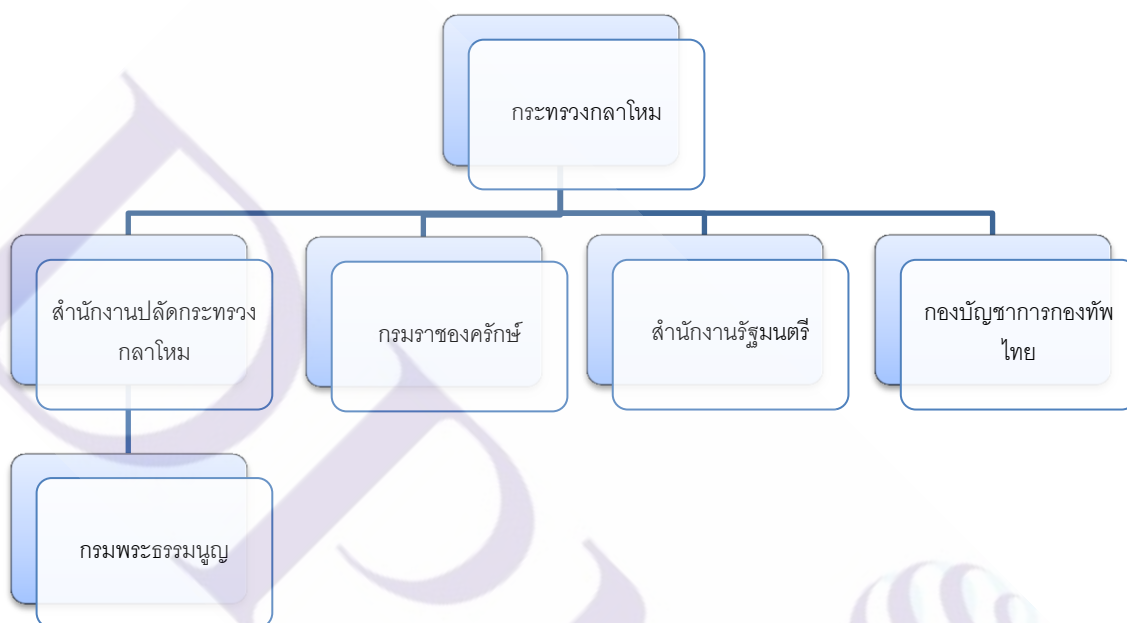 กระทรวงกลาโหม
สำนักงานปลัดกระทรวง
กลาโหม
กรมราชองครักษ์
สำนักงานรัฐมนตรี
กองบัญชาการกองทัพ
ไทย
กรมพระธรรมนูญ